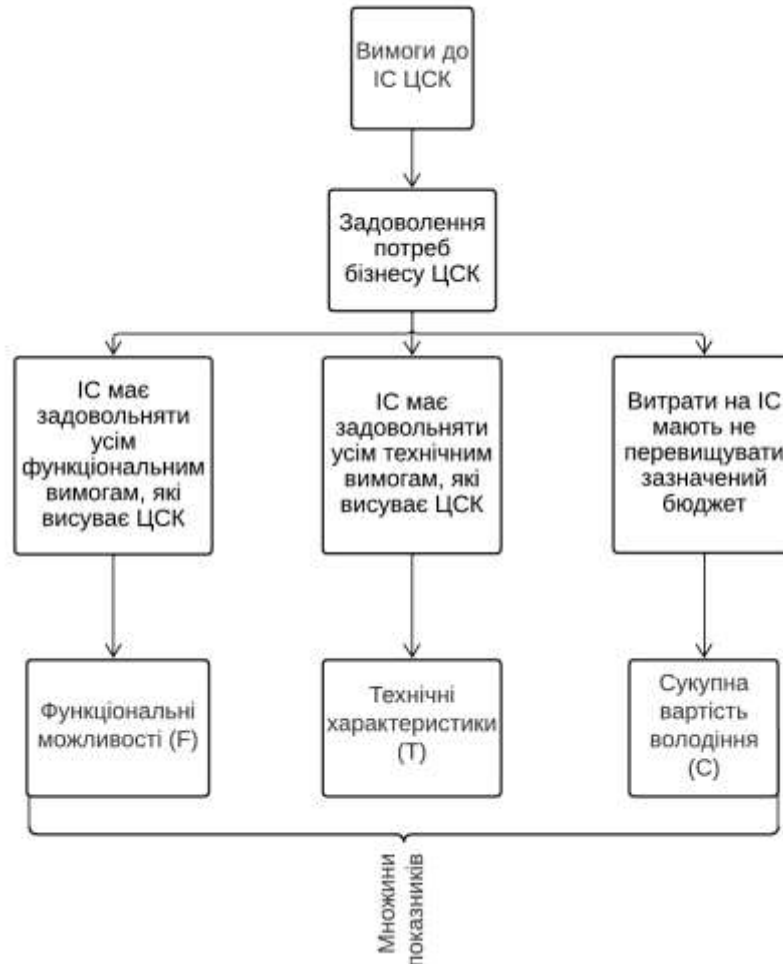 Вимоги до
ІС ЦСК
Задоволення
потреб
бізнесу ЦСК
ІС має
задовольняти
усім
функціональним
вимогам, які
висуває ЦСК
ІС має
задовольняти
усім технічним
вимогам, які
висуває ЦСК
Витрати на ІС
мають не
перевищувати
зазначений
бюджет
Функціональні
можливості (F)
Технічні
характеристики
(T)
Сукупна
вартість
володіння
(C)
Множини
показників